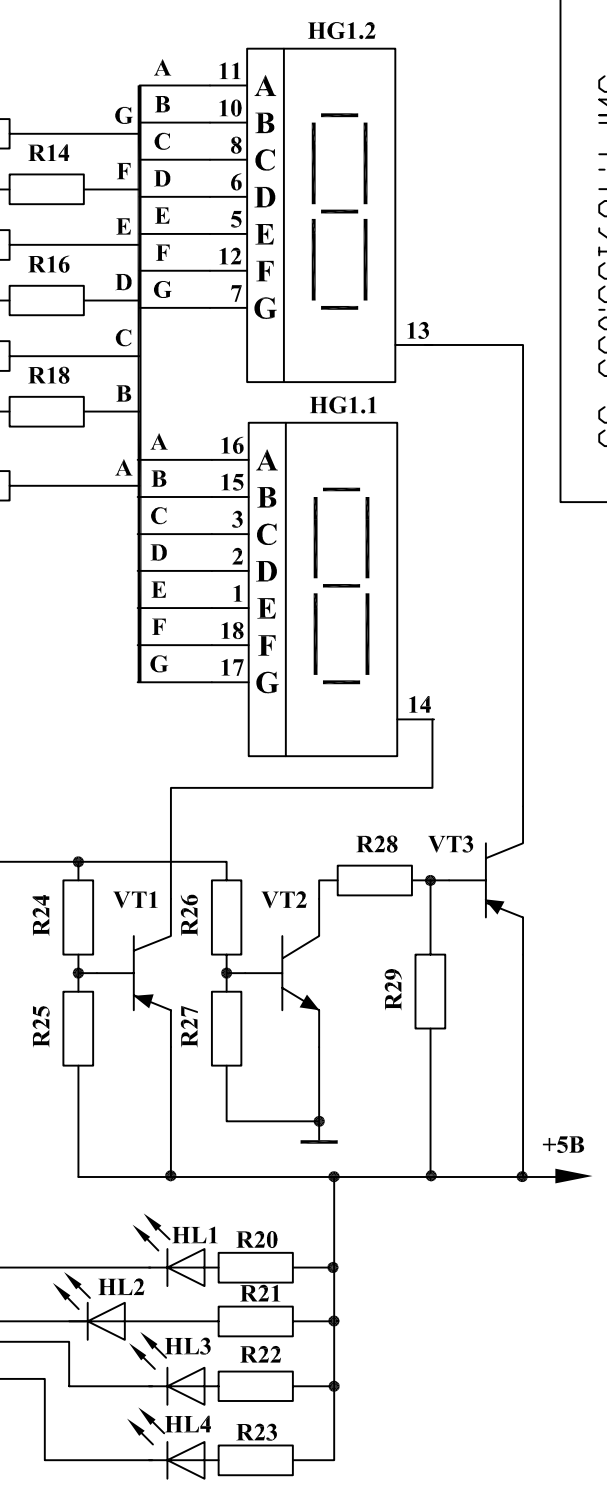 HG1.2
A 11 A
B 10 B
C 8 C
D 6 D
E 5 E
F 12 F
G 7 G
13
G
R14
F
E
R16
D
C
R18
B
A
HG1.1
A 16 A
B 15 B
C 3 C
D 2 D
E 1 E
F 18 F
G 17 G
14
R28 VT3
R24 VT1 R26 VT2
R29
R25 R27
+5В
HL1 R20
HL2 R21
HL3 R22
HL4 R23